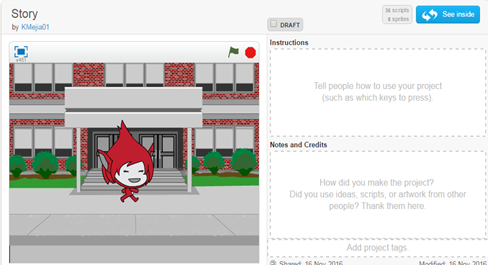 Story
by KMejia01
v451
DRAFT
scripts
6 sprites
See inside
Instructions
Tell people how to use your project
(such as which keys to press).
Notes and Credits
How did you make the project?
Did you use ideas, scripts, or artwork from other
people? Thank them here.
Add project tags
Shared: 16 Nov 2016 Modified: 16 Nov 2016